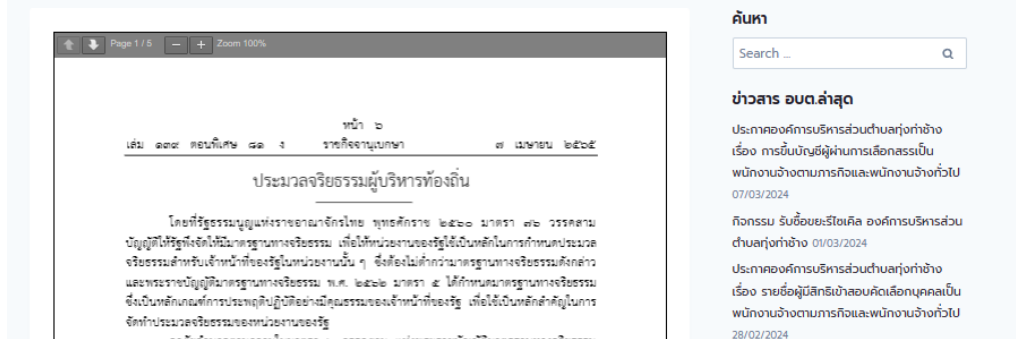 Page 1 / 5
Zoom 100%
หน้า ๖
เล่ม ๑๓๙ ตอนพิเศษ ๘๑ ง ราชกิจจานุเบกษา ๗ เมษายน ๒๕๖๕
ประมวลจริยธรรมผู้บริหารท้องถิ่น
โดยที่รัฐธรรมนูญแห่งราชอาณาจักรไทย พุทธศักราช ๒๕๖๐ มาตรา ๗๖ วรรคสาม
บัญญัติให้รัฐพึงจัดให้มีมาตรฐานทางจริยธรรม เพื่อให้หน่วยงานของรัฐใช้เป็นหลักในการกำหนดประมวล
จริยธรรมสำหรับเจ้าหน้าที่ของรัฐในหน่วยงานนั้น ๆ ซึ่งต้องไม่ต่ำกว่ามาตรฐานทางจริยธรรมดังกล่าว
และพระราชบัญญัติมาตรฐานทางจริยธรรม พ.ศ. ๒๕๖๒ มาตรา ๕ ได้กำหนดมาตรฐานทางจริยธรรม
ซึ่งเป็นหลักเกณฑ์การประพฤติปฏิบัติอย่างมีคุณธรรมของเจ้าหน้าที่ของรัฐ เพื่อใช้เป็นหลักสำคัญในการ
จัดทำประมวลจริยธรรมของหน่วยงานของรัฐ
ค้นหา
Search ...
ข่าวสาร อบต.ล่าสุด
ประกาศองค์การบริหารส่วนตำบลทุ่งท่าช้าง
เรื่อง การขึ้นบัญชีผู้ผ่านการเลือกสรรเป็น
พนักงานจ้างตามภารกิจและพนักงานจ้างทั่วไป
07/03/2024
กิจกรรม รับซื้อขยะรีไซเคิล องค์การบริหารส่วน
ตำบลทุ่งท่าช้าง 01/03/2024
ประกาศองค์การบริหารส่วนตำบลทุ่งท่าช้าง
เรื่อง รายชื่อผู้มีสิทธิเข้าสอบคัดเลือกบุคคลเป็น
พนักงานจ้างตามภารกิจและพนักงานจ้างทั่วไป
28/02/2024